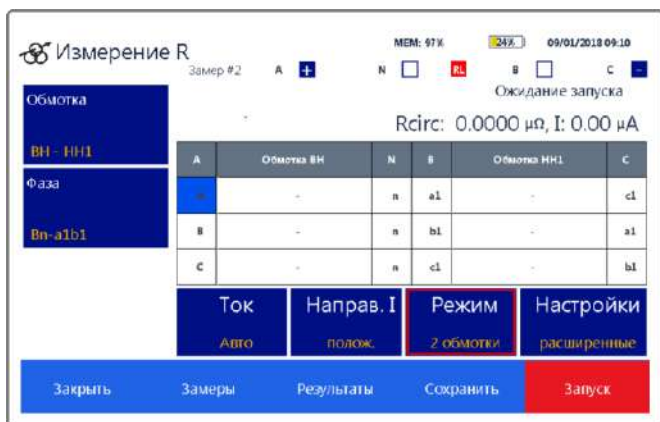 Измерение R
MEM: 97% 24% 09/01/2018 09:10
Замер #2 A + N RL B C -
Ожидание запуска
Rcirc: 0.0000 µΩ, I: 0.00 µA
Обмотка
ВН - НН1
Фаза
Bn-a1b1
A Обмотка ВН N B Обмотка НН1 C
- n a1 - c1
B - n b1 - a1
C - n c1 - b1
Ток Направ. I Режим Настройки
Авто полож. 2 обмотки расширенные
Закрыть Замеры Результаты Сохранить Запуск